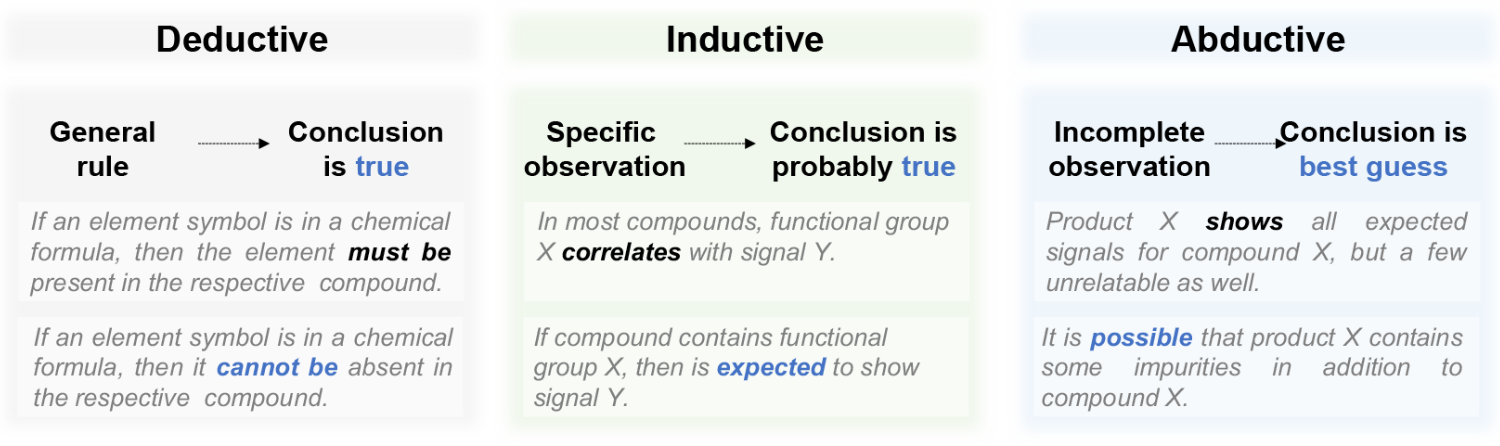 Deductive
General
rule
Conclusion
is true
If an element symbol is in a chemical
formula, then the element must be
present in the respective compound.
If an element symbol is in a chemical
formula, then it cannot be absent in
the respective compound.
Inductive
Specific
observation
Conclusion is
probably true
In most compounds, functional group
X correlates with signal Y.
If compound contains functional
group X, then is expected to show
signal Y.
Abductive
Incomplete
observation
Conclusion is
best guess
Product X shows all expected
signals for compound X, but a few
unrelatable as well.
It is possible that product X contains
some impurities in addition to
compound X.